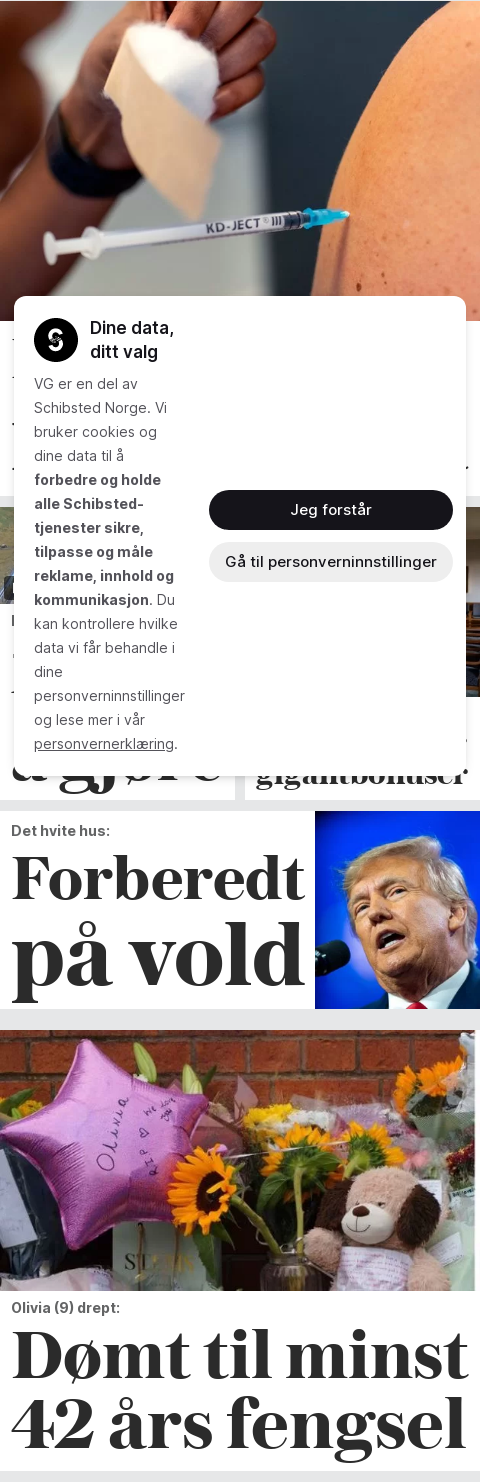 KD-JECT® III
Dine data,
ditt valg
VG er en del av
Schibsted Norge. Vi
bruker cookies og
dine data til å
forbedre og holde
alle Schibsted-
tjenester sikre,
tilpasse og måle
reklame, innhold og
kommunikasjon. Du
kan kontrollere hvilke
data vi får behandle i
dine
personverninnstillinger
og lese mer i vår
personvernerklæring.
Jeg forstår
Gå til personverninnstillinger
å gjøre
gigantbonuser
Det hvite hus:
Forberedt
på vold
Olivia
RIP
We love
you
Olivia (9) drept:
Dømt til minst
42 års fengsel